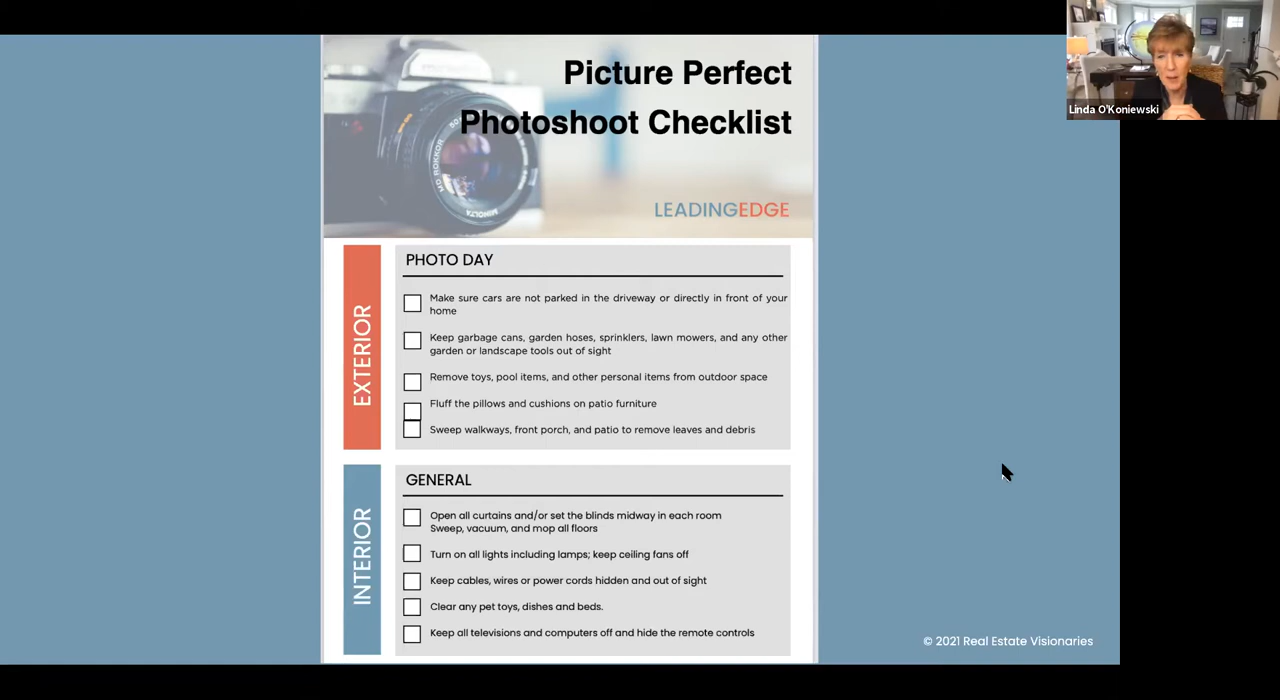 Picture Perfect
Photoshoot Checklist
LEADINGEDGE
EXTERIOR
PHOTO DAY
Make sure cars are not parked in the driveway or directly in front of your
home
Keep garbage cans, garden hoses, sprinklers, lawn mowers, and any other
garden or landscape tools out of sight
Remove toys, pool items, and other personal items from outdoor space
Fluff the pillows and cushions on patio furniture
Sweep walkways, front porch, and patio to remove leaves and debris
INTERIOR
GENERAL
Open all curtains and/or set the blinds midway in each room
Sweep, vacuum, and mop all floors
Turn on all lights including lamps; keep ceiling fans off
Keep cables, wires or power cords hidden and out of sight
Clear any pet toys, dishes and beds.
Keep all televisions and computers off and hide the remote controls
© 2021 Real Estate Visionaries
Linda O'Koniewski
MD ROKKOR
MINOLTA